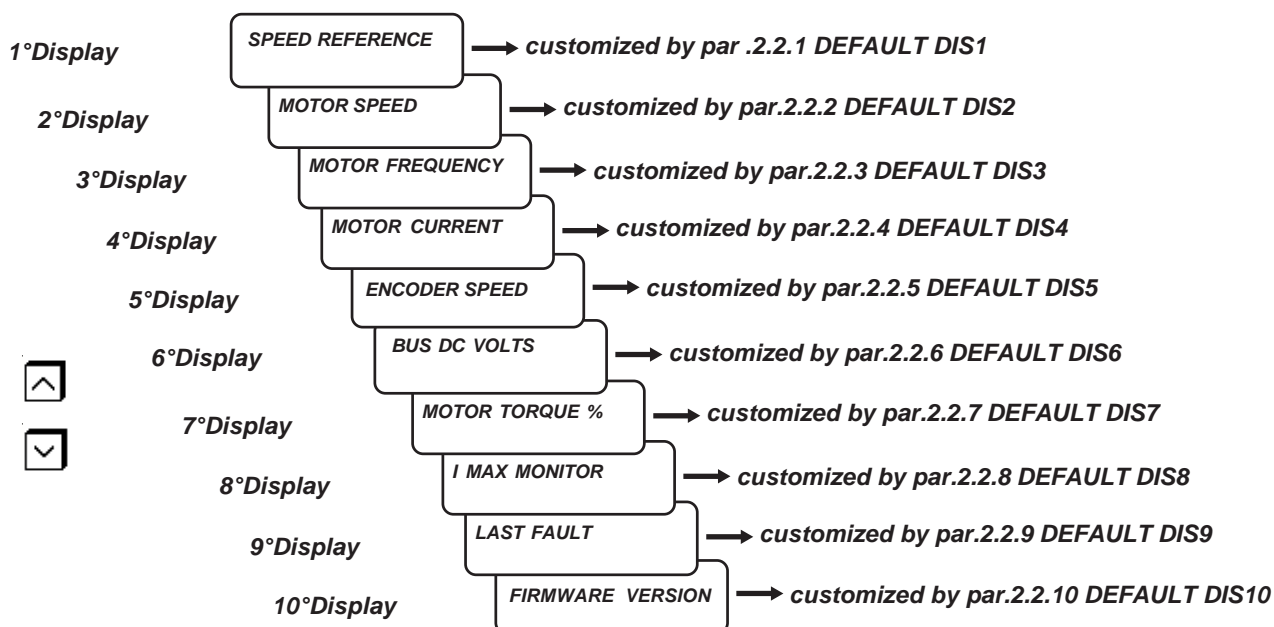 1°Display SPEED REFERENCE customized by par .2.2.1 DEFAULT DIS1
2°Display MOTOR SPEED customized by par.2.2.2 DEFAULT DIS2
3°Display MOTOR FREQUENCY customized by par.2.2.3 DEFAULT DIS3
4°Display MOTOR CURRENT customized by par.2.2.4 DEFAULT DIS4
5°Display ENCODER SPEED customized by par.2.2.5 DEFAULT DIS5
6°Display BUS DC VOLTS customized by par.2.2.6 DEFAULT DIS6
7°Display MOTOR TORQUE % customized by par.2.2.7 DEFAULT DIS7
8°Display I MAX MONITOR customized by par.2.2.8 DEFAULT DIS8
9°Display LAST FAULT customized by par.2.2.9 DEFAULT DIS9
10°Display FIRMWARE VERSION customized by par.2.2.10 DEFAULT DIS10